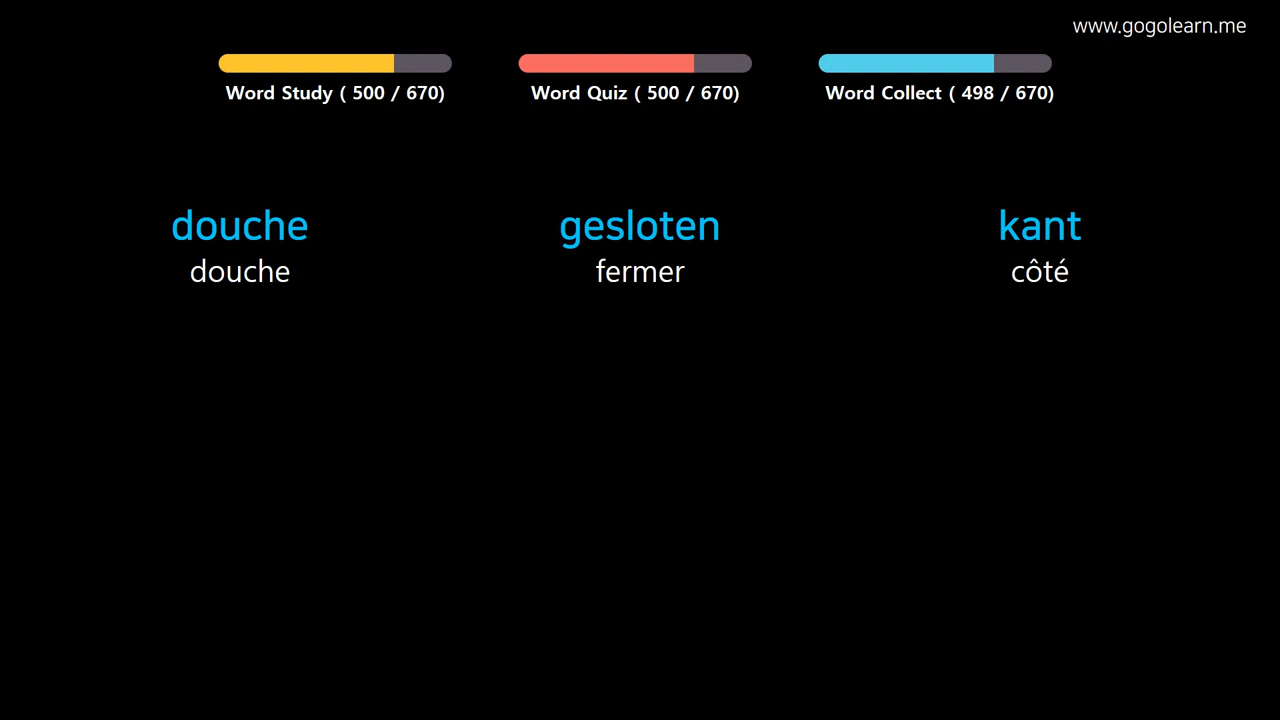 www.gogolearn.me
Word Study ( 500 / 670)
Word Quiz ( 500 / 670)
Word Collect ( 498 / 670)
douche
douche
gesloten
fermer
kant
côté